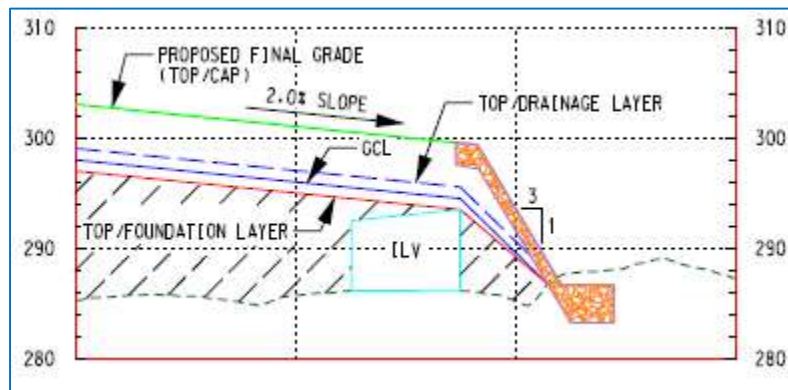 310
310
PROPOSED FINAL GRADE
(TOP/CAP)
2.0% SLOPE
TOP/DRAINAGE LAYER
300
300
GCL
3
1
TOP/FOUNDATION LAYER
ILV
290
290
280
280